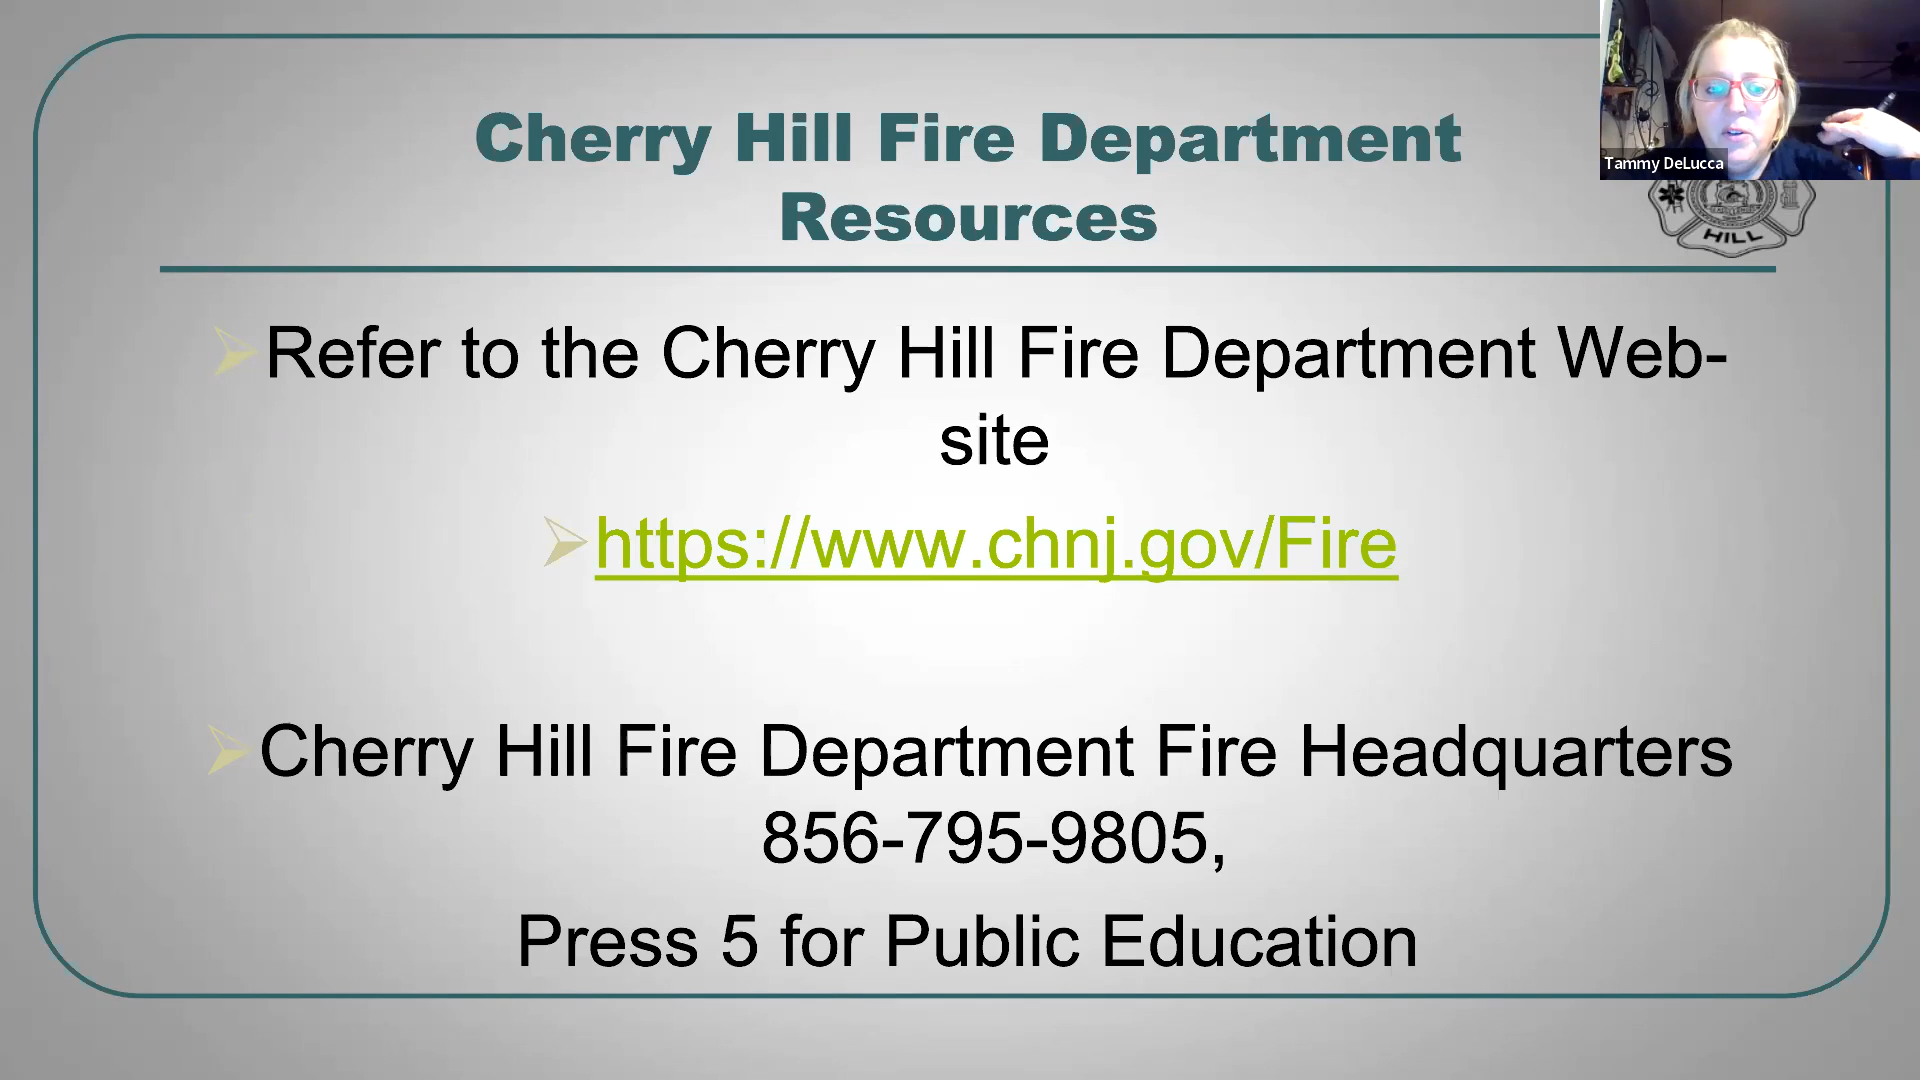 Cherry Hill Fire Department
Resources
Tammy DeLucca
HILL
Refer to the Cherry Hill Fire Department Web-
site
https://www.chnj.gov/Fire
Cherry Hill Fire Department Fire Headquarters
856-795-9805,
Press 5 for Public Education